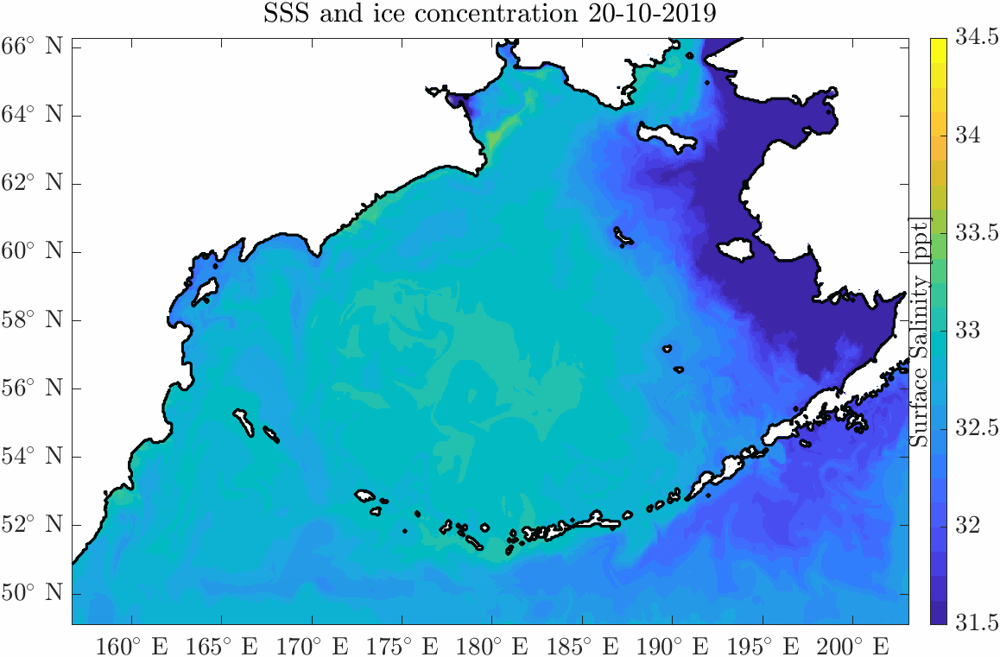 SSS and ice concentration 20-10-2019
66° N
64° N
62° N
60° N
58° N
56° N
54° N
52° N
50° N
160° E
165° E
170° E
175° E
180° E
185° E
190° E
195° E
200° E
34.5
34
33.5
33
32.5
32
31.5
Surface Salinity [ppt]